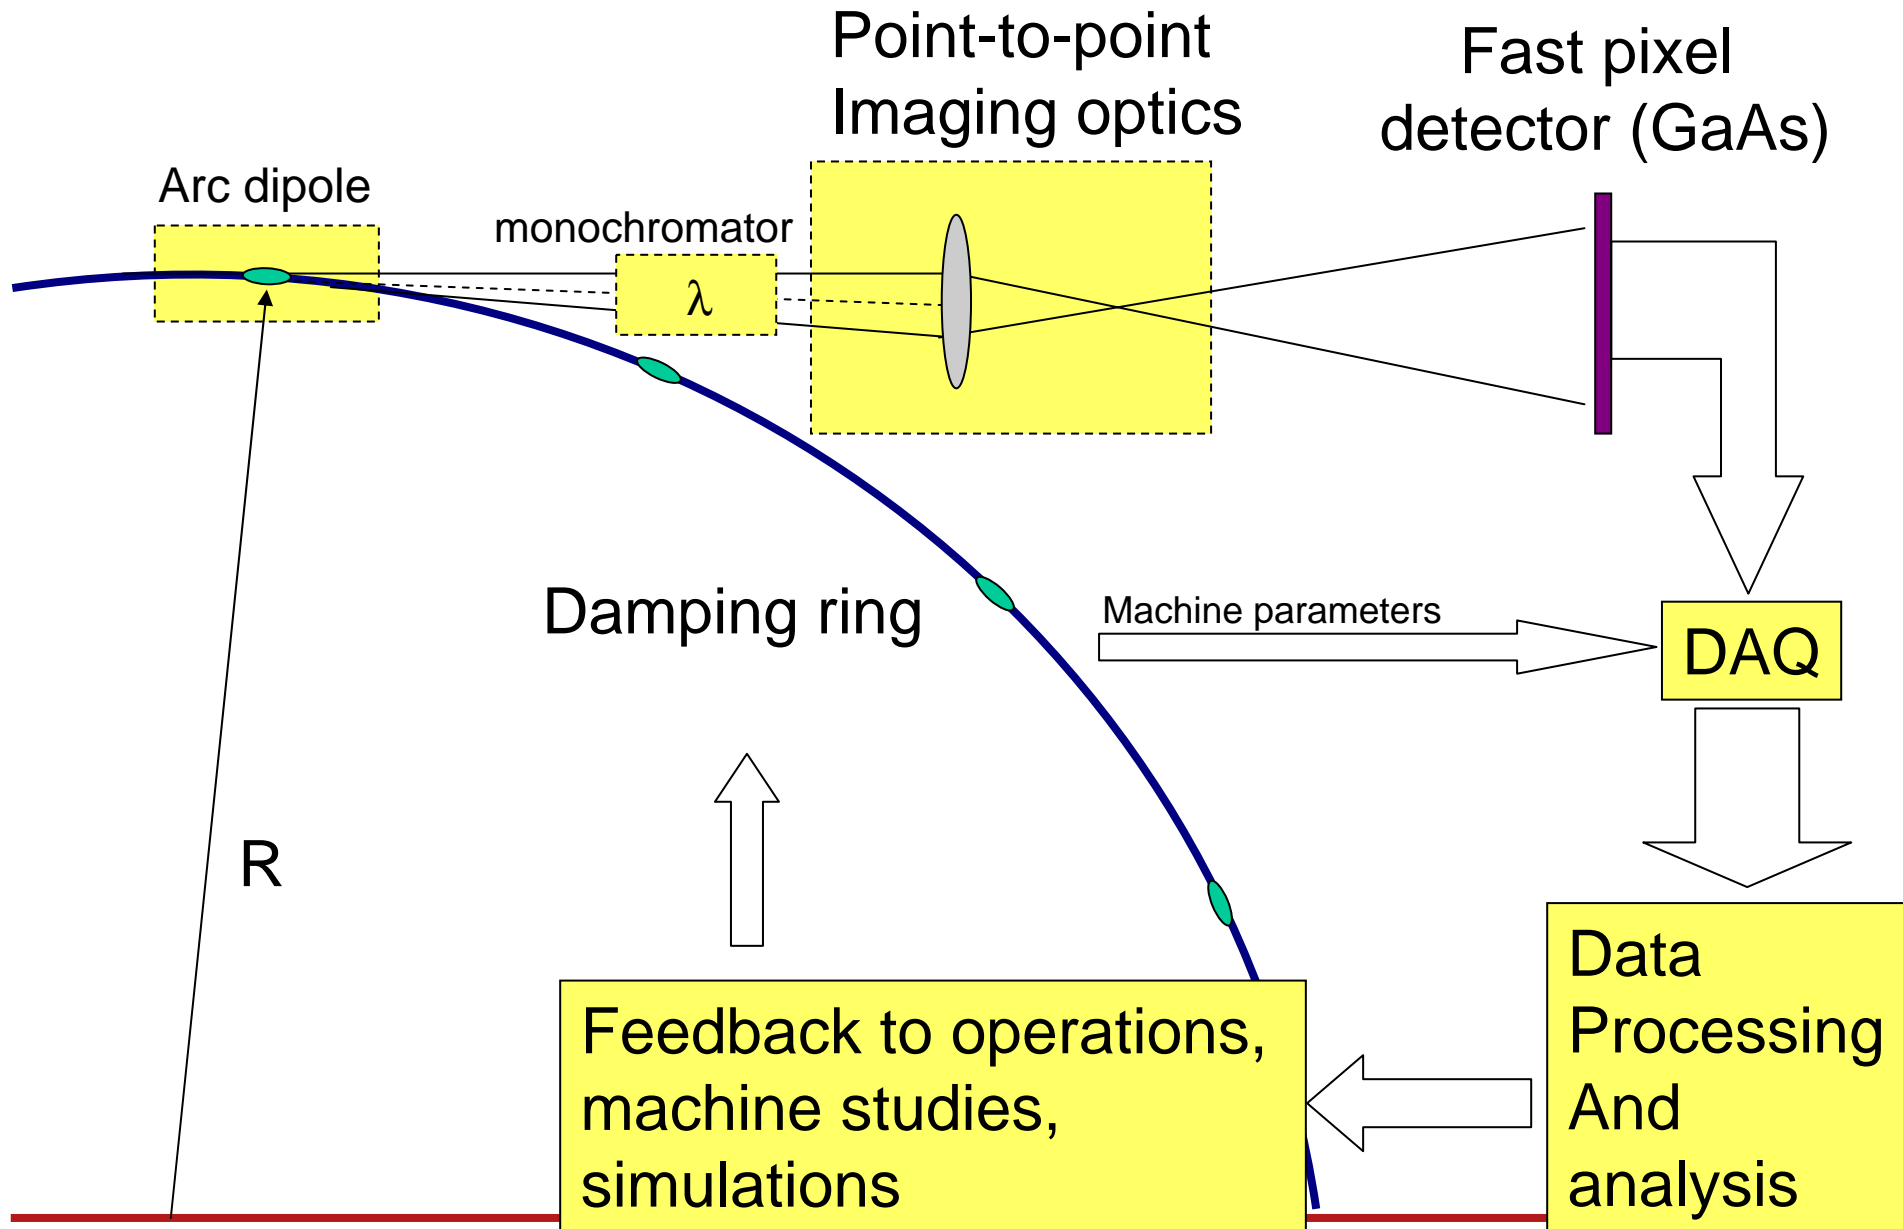 Point-to-point
Imaging optics
Fast pixel
detector (GaAs)
Arc dipole
monochromator
λ
Damping ring
Machine parameters
DAQ
R
Data
Processing
And
analysis
Feedback to operations,
machine studies,
simulations